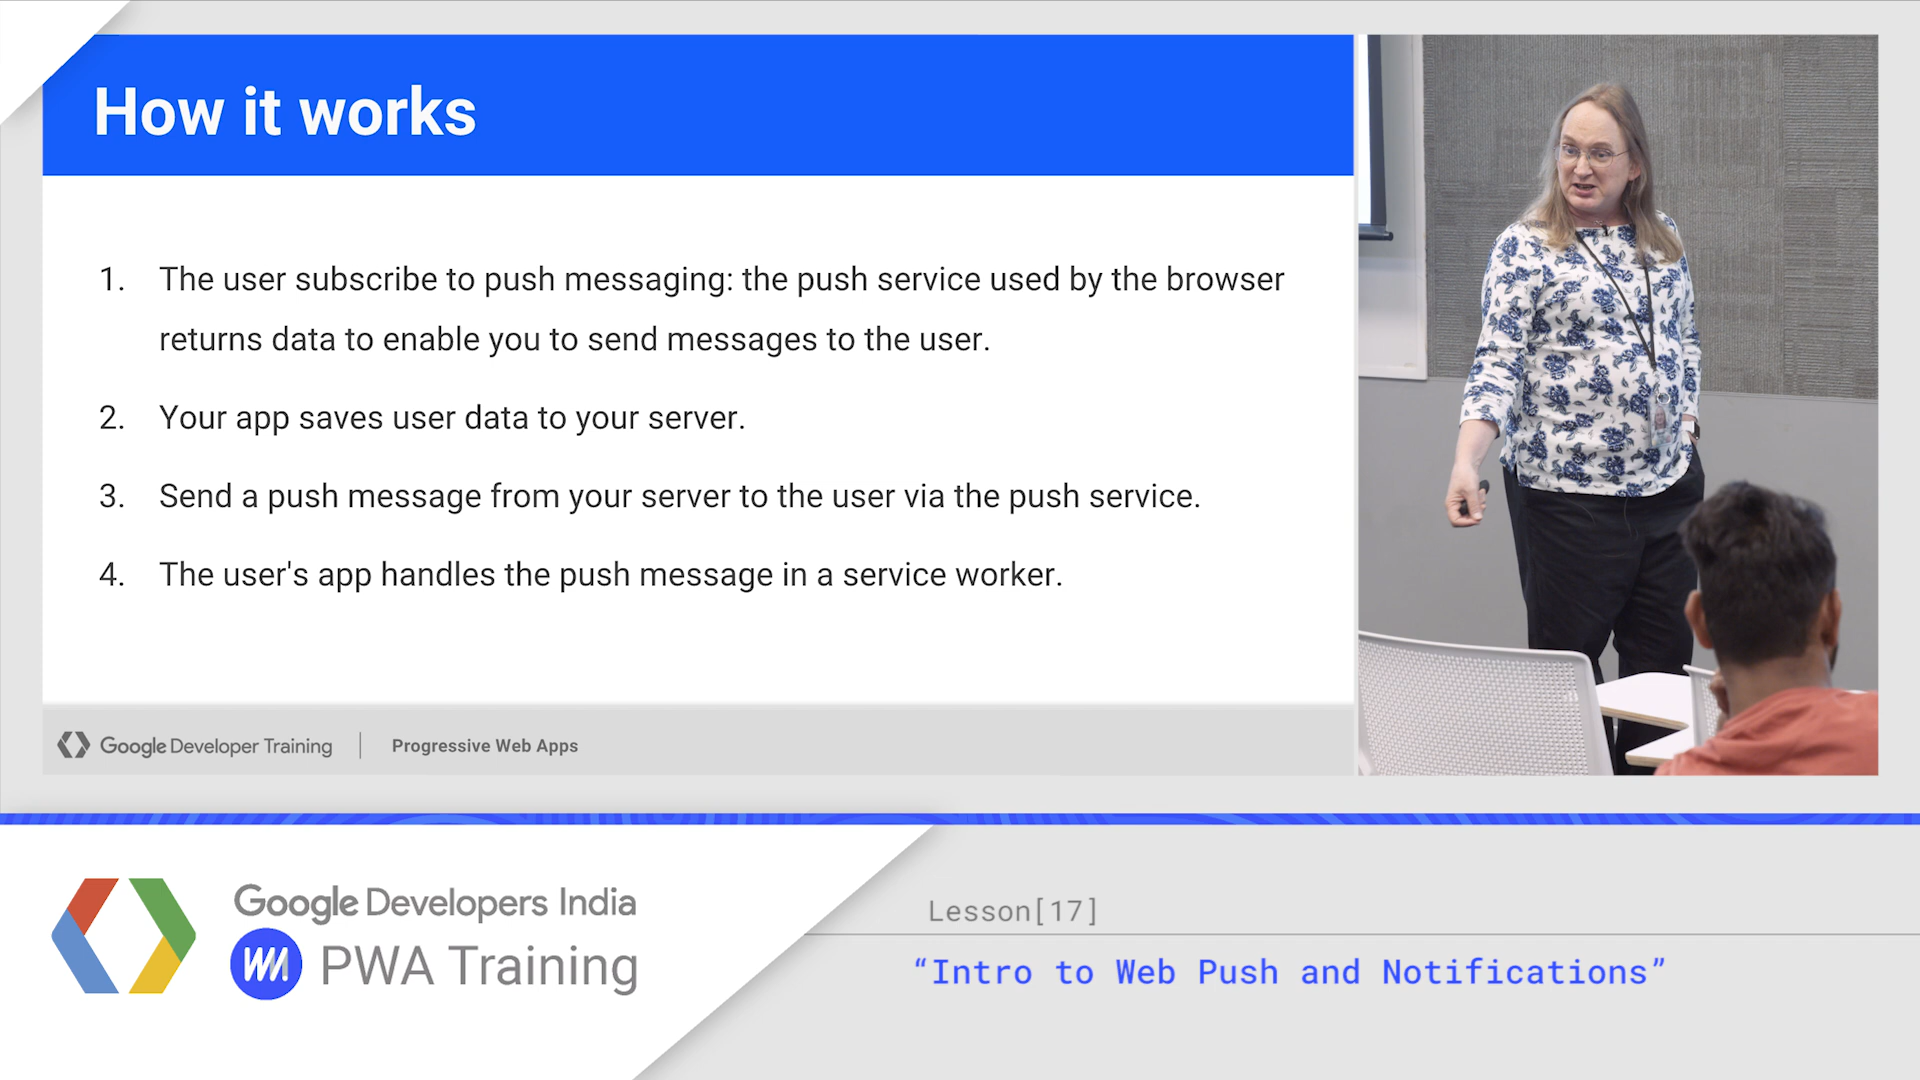 How it works
1. The user subscribe to push messaging: the push service used by the browser
returns data to enable you to send messages to the user.
2. Your app saves user data to your server.
3. Send a push message from your server to the user via the push service.
4. The user's app handles the push message in a service worker.
Google Developer Training | Progressive Web Apps
Google Developers India
PWA Training
Lesson[17]
“Intro to Web Push and Notifications”